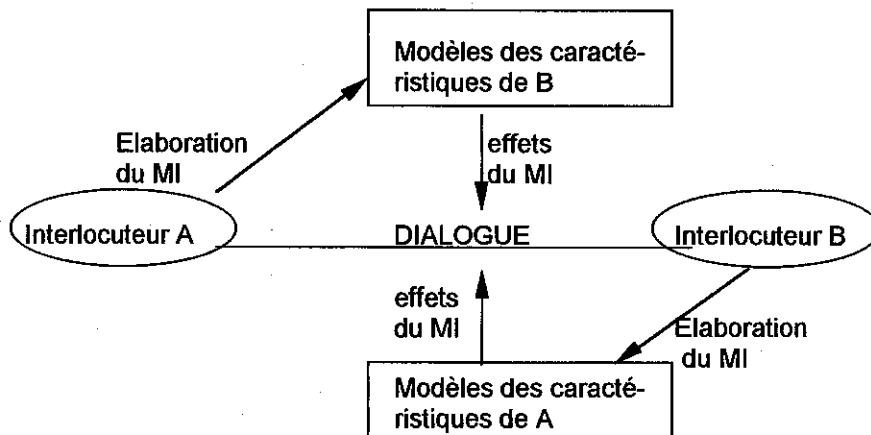 Modèles des caracté-
ristiques de B
Elaboration
du MI
effets
du MI
Interlocuteur A
DIALOGUE
Interlocuteur B
effets
du MI
Elaboration
du MI
Modèles des caracté-
ristiques de A